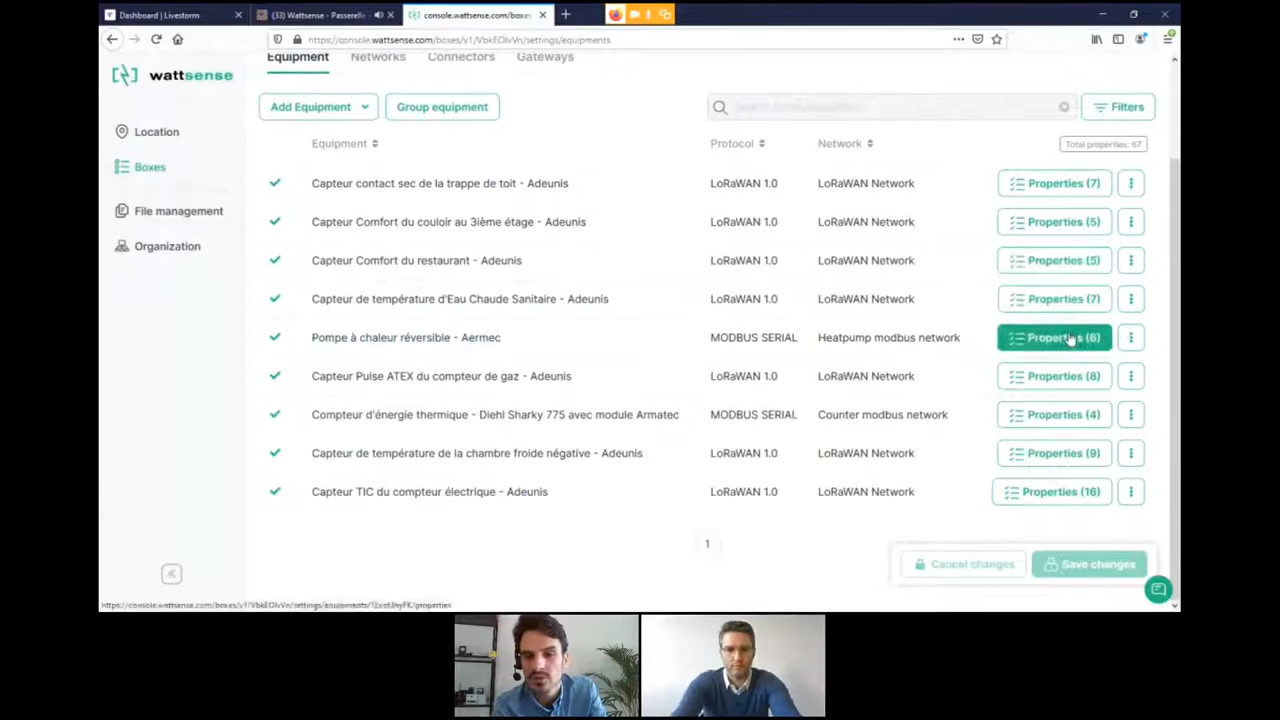 Dashboard | Livestorm
(33) Wattsense - Passerelle
console.wattsense.com/boxes
https://console.wattsense.com/boxes/v1/VbkEOlvVn/settings/equipments
wattsense
Location
Boxes
File management
Organization
Equipment Networks Connectors Gateways
Add Equipment Group equipment Filters
Equipment Protocol Network Total properties: 67
Capteur contact sec de la trappe de toit - Adeunis LoRaWAN 1.0 LoRaWAN Network Properties (7)
Capteur Comfort du couloir au 3ième étage - Adeunis LoRaWAN 1.0 LoRaWAN Network Properties (5)
Capteur Comfort du restaurant - Adeunis LoRaWAN 1.0 LoRaWAN Network Properties (5)
Capteur de température d'Eau Chaude Sanitaire - Adeunis LoRaWAN 1.0 LoRaWAN Network Properties (7)
Pompe à chaleur réversible - Aermec MODBUS SERIAL Heatpump modbus network Properties (6)
Capteur Pulse ATEX du compteur de gaz - Adeunis LoRaWAN 1.0 LoRaWAN Network Properties (8)
Compteur d'énergie thermique - Diehl Sharky 775 avec module Armatec MODBUS SERIAL Counter modbus network Properties (4)
Capteur de température de la chambre froide négative - Adeunis LoRaWAN 1.0 LoRaWAN Network Properties (9)
Capteur TIC du compteur électrique - Adeunis LoRaWAN 1.0 LoRaWAN Network Properties (16)
1
Cancel changes Save changes